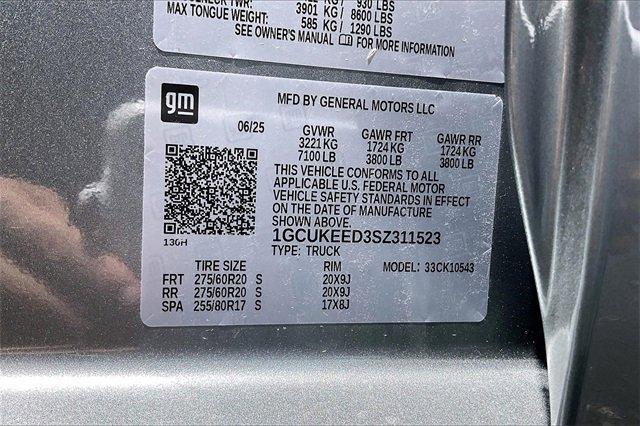 930 LBS
MAX TONGUE WEIGHT: 3901 KG / 8600 LBS
585 KG / 1290 LBS
SEE OWNER'S MANUAL FOR MORE INFORMATION
gm
MFD BY GENERAL MOTORS LLC
06/25 GVWR GAWR FRT GAWR RR
3221 KG 1724 KG 1724 KG
7100 LB 3800 LB 3800 LB
THIS VEHICLE CONFORMS TO ALL
APPLICABLE U.S. FEDERAL MOTOR
VEHICLE SAFETY STANDARDS IN EFFECT
ON THE DATE OF MANUFACTURE
SHOWN ABOVE.
1GCUKEED3SZ311523
TYPE: TRUCK MODEL: 33CK10543
TIRE SIZE RIM
FRT 275/60R20 S 20X9J
RR 275/60R20 S 20X9J
SPA 255/80R17 S 17X8J